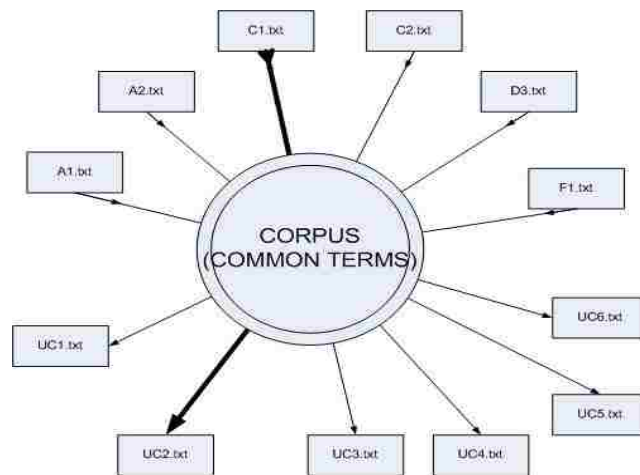 C1.txt
C2.txt
A2.txt
D3.txt
A1.txt
F1.txt
CORPUS
(COMMON TERMS)
UC6.txt
UC1.txt
UC5.txt
UC2.txt
UC3.txt
UC4.txt